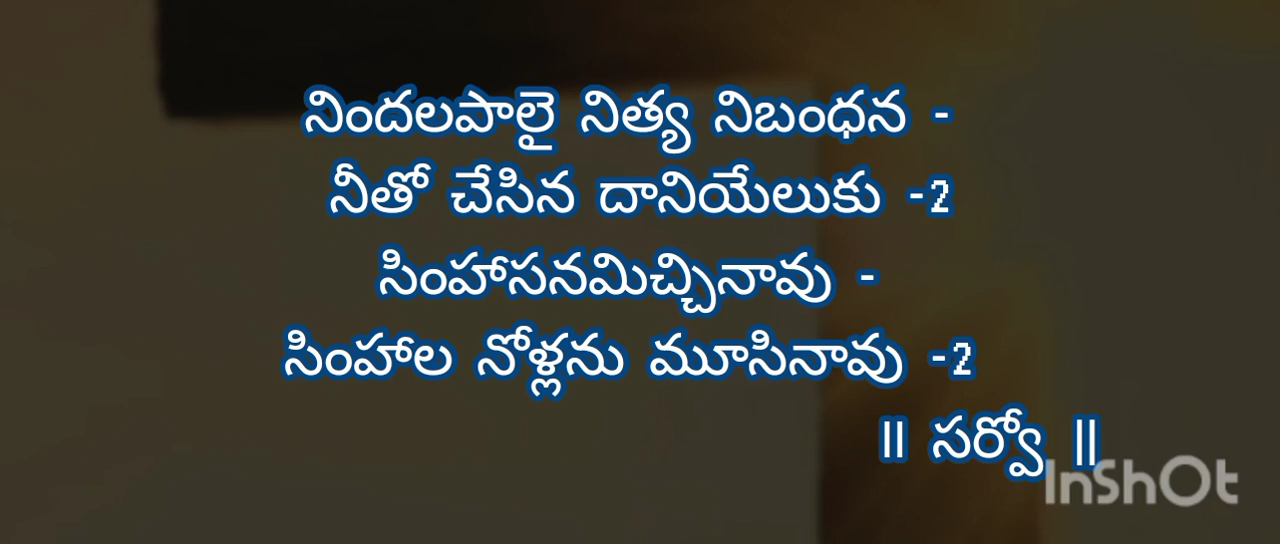 నిందలపాలై నిత్య నిబంధన -
నీతో చేసిన దానియేలుకు -2
సింహాసనమిచ్చినావు -
సింహాల నోళ్లను మూసినావు -2
|| సర్వో ||
InShOt